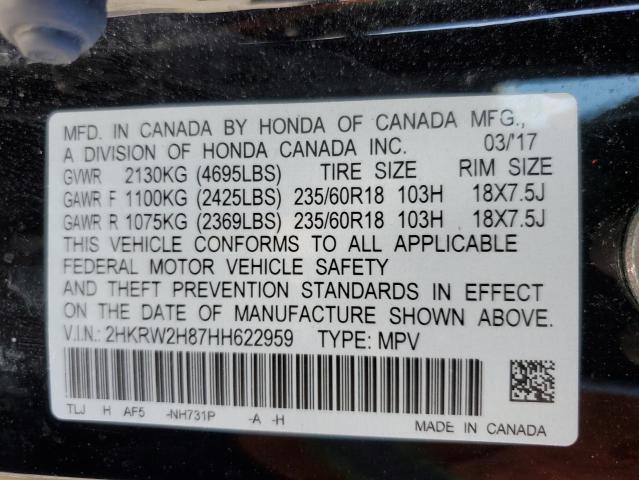 MFD. IN CANADA BY HONDA OF CANADA MFG.,
A DIVISION OF HONDA CANADA INC. 03/'17
GVWR 2130KG (4695LBS) TIRE SIZE RIM SIZE
GAWR F 1100KG (2425LBS) 235/60R18 103H 18X7.5J
GAWR R 1075KG (2369LBS) 235/60R18 103H 18X7.5J
THIS VEHICLE CONFORMS TO ALL APPLICABLE
FEDERAL MOTOR VEHICLE SAFETY
AND THEFT PREVENTION STANDARDS IN EFFECT
ON THE DATE OF MANUFACTURE SHOWN ABOVE.
V.I.N.: 2HKRW2H87HH622959 TYPE: MPV
TLJ H AF5 -NH731P -A -H
MADE IN CANADA